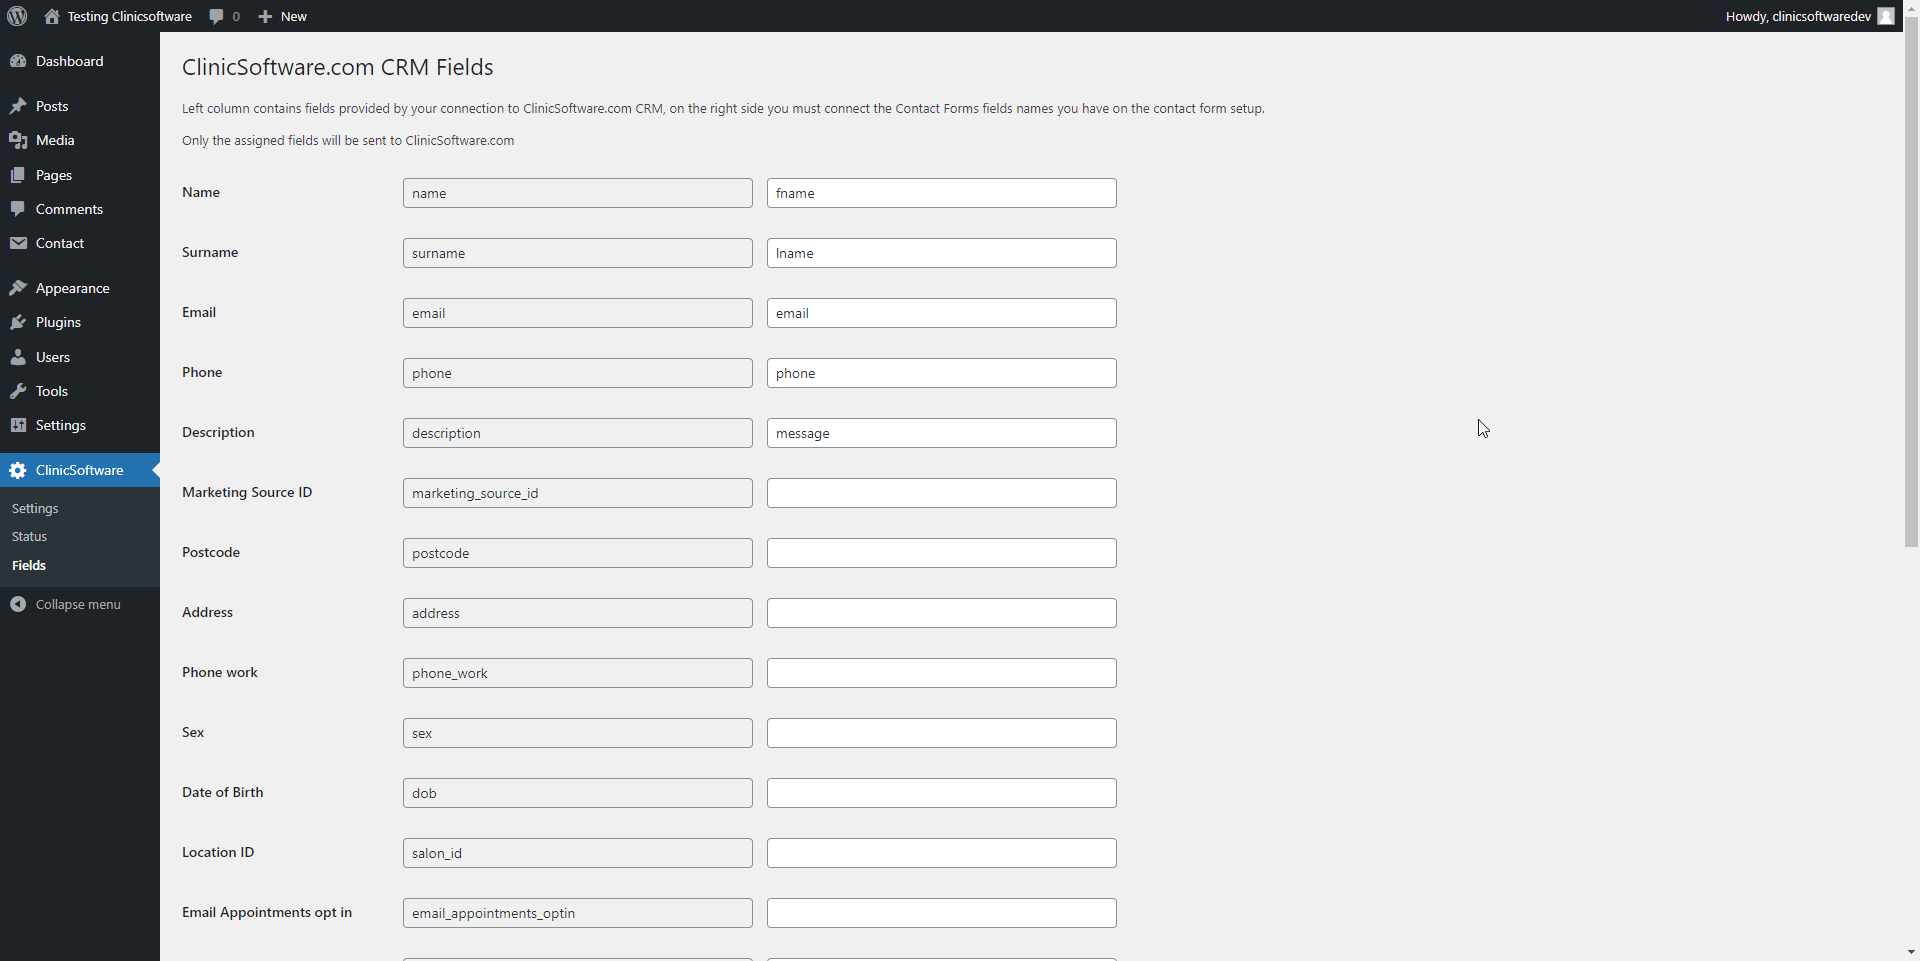 Testing Clinicsoftware 0 New Howdy, clinicsoftwaredev
Dashboard
Posts
Media
Pages
Comments
Contact
Appearance
Plugins
Users
Tools
Settings
ClinicSoftware
Settings
Status
Fields
Collapse menu
ClinicSoftware.com CRM Fields
Left column contains fields provided by your connection to ClinicSoftware.com CRM, on the right side you must connect the Contact Forms fields names you have on the contact form setup.
Only the assigned fields will be sent to ClinicSoftware.com
Name name fname
Surname surname lname
Email email email
Phone phone phone
Description description message
Marketing Source ID marketing_source_id
Postcode postcode
Address address
Phone work phone_work
Sex sex
Date of Birth dob
Location ID salon_id
Email Appointments opt in email_appointments_optin